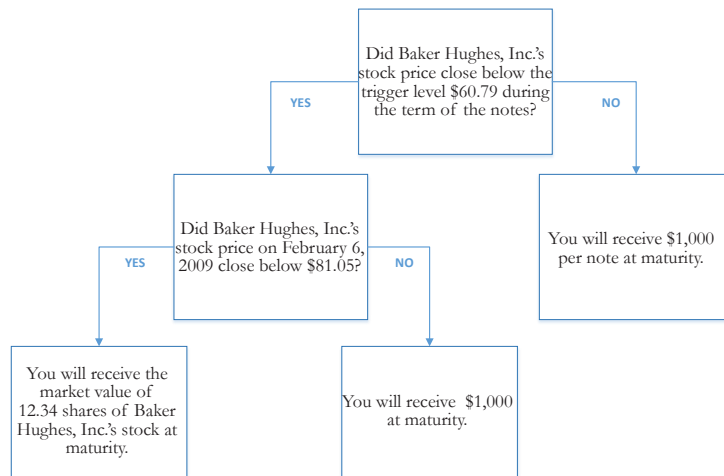 Did Baker Hughes, Inc.'s
stock price close below the
trigger level $60.79 during
the term of the notes?
YES
NO
Did Baker Hughes, Inc.'s
stock price on February 6,
2009 close below $81.05?
You will receive $1,000
per note at maturity.
YES
NO
You will receive the
market value of
12.34 shares of Baker
Hughes, Inc.'s stock at
maturity.
You will receive $1,000
at maturity.